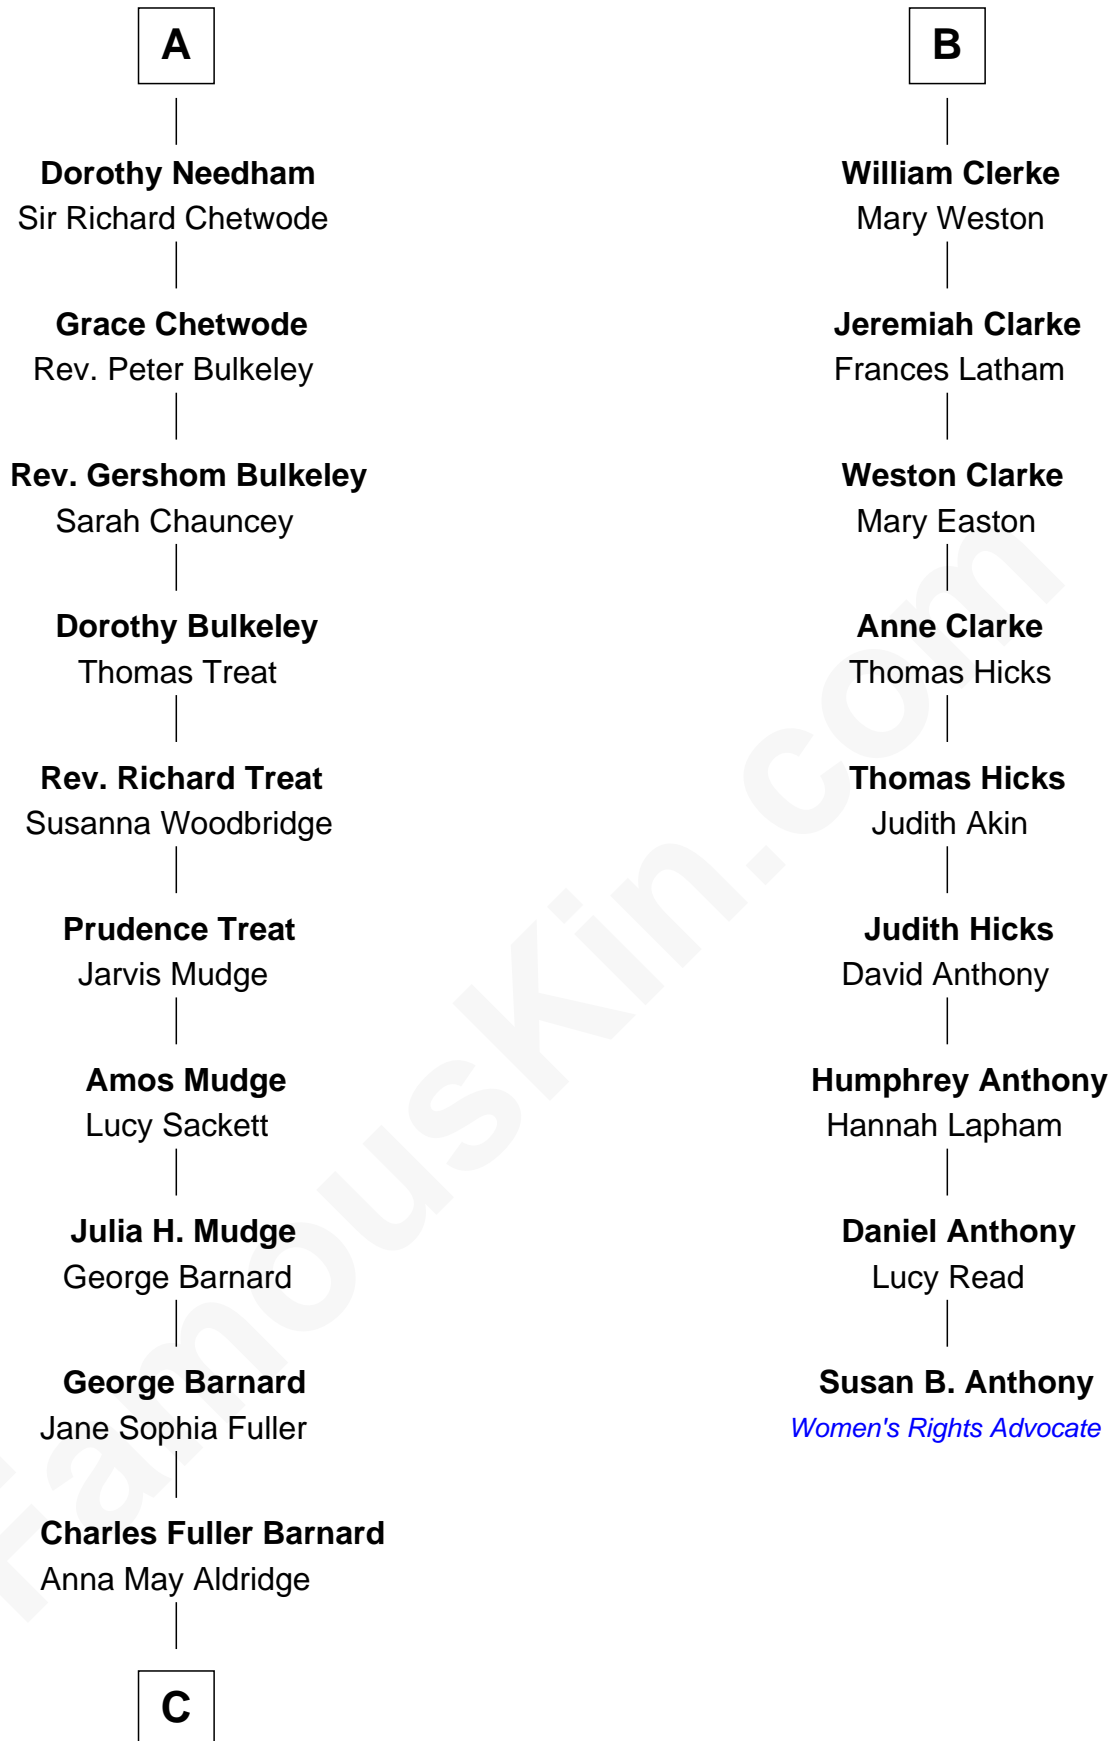 A
Dorothy Needham
Sir Richard Chetwode
Grace Chetwode
Rev. Peter Bulkeley
Rev. Gershom Bulkeley
Sarah Chauncey
Dorothy Bulkeley
Thomas Treat
Rev. Richard Treat
Susanna Woodbridge
Prudence Treat
Jarvis Mudge
Amos Mudge
Lucy Sackett
Julia H. Mudge
George Barnard
George Barnard
Jane Sophia Fuller
Charles Fuller Barnard
Anna May Aldridge
C
B
William Clerke
Mary Weston
Jeremiah Clarke
Frances Latham
Weston Clarke
Mary Easton
Anne Clarke
Thomas Hicks
Thomas Hicks
Judith Akin
Judith Hicks
David Anthony
Humphrey Anthony
Hannah Lapham
Daniel Anthony
Lucy Read
Susan B. Anthony
Women's Rights Advocate
FamousKin.com